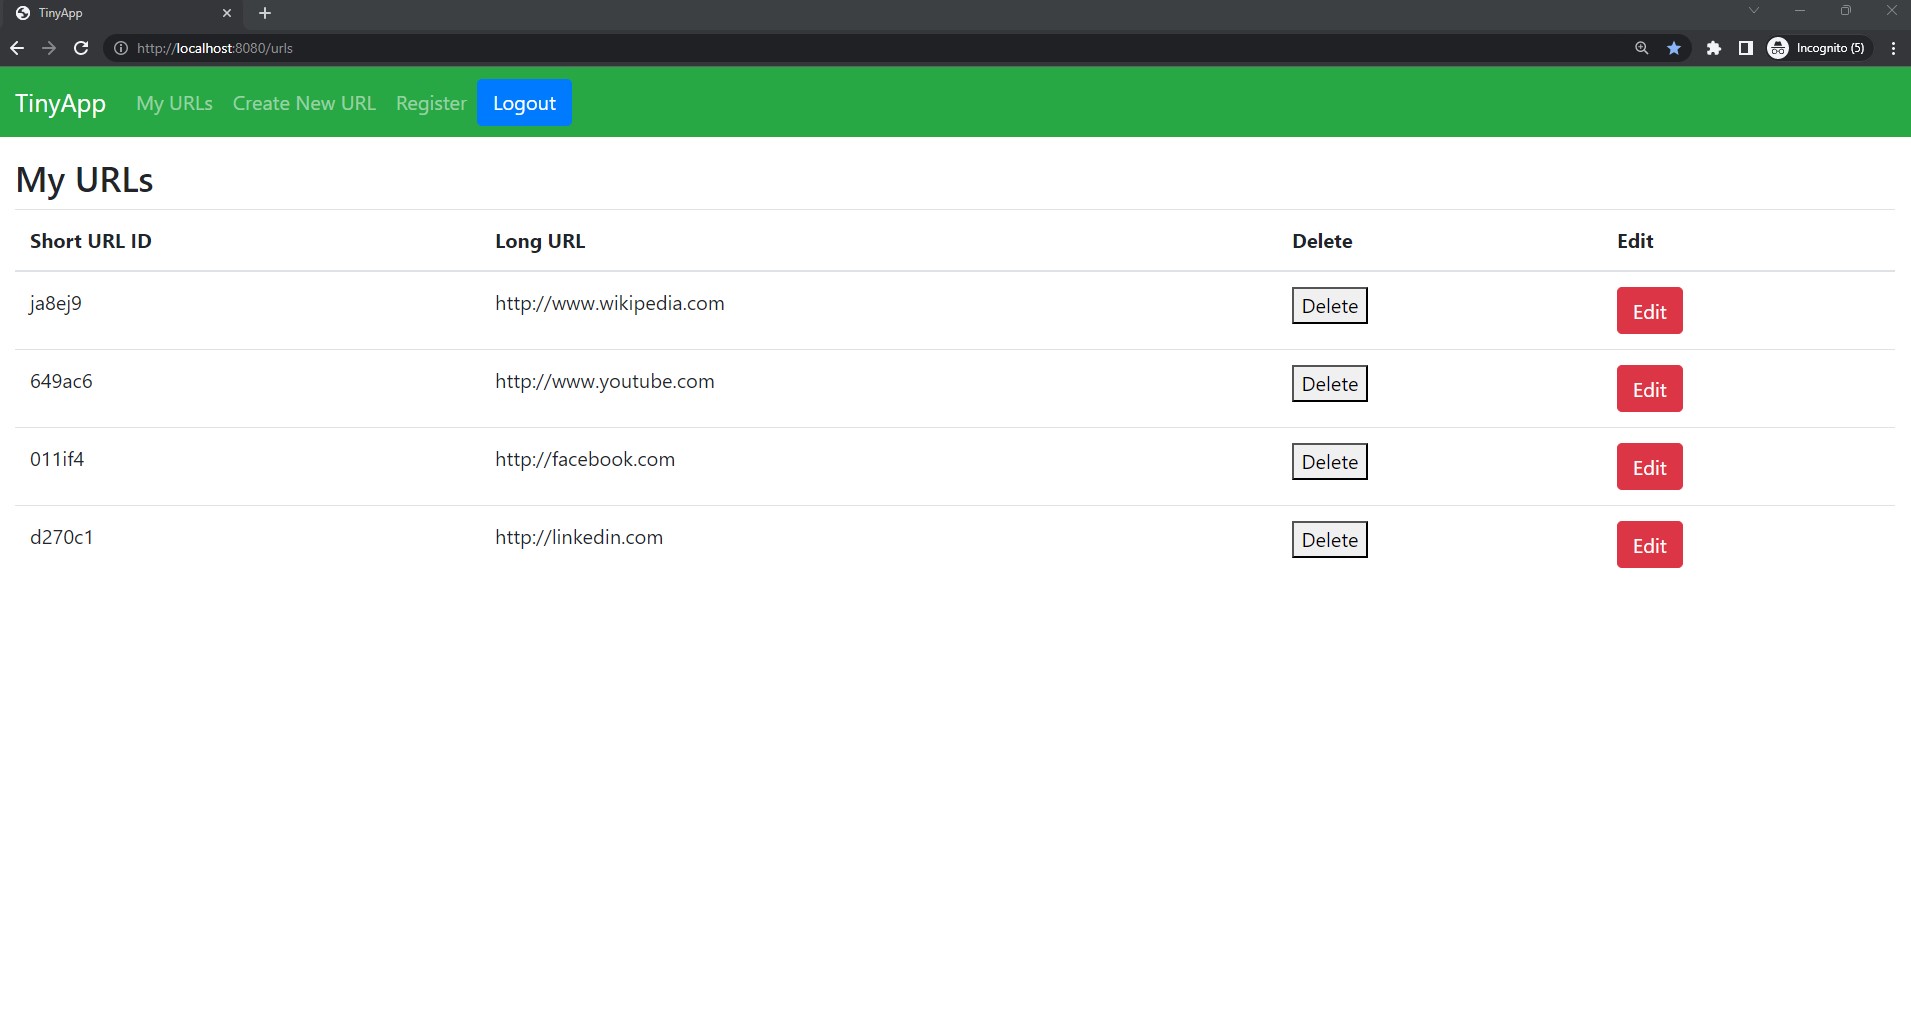 TinyApp
http://localhost:8080/urls
Incognito (5)
TinyApp My URLs Create New URL Register Logout
My URLs
Short URL ID Long URL Delete Edit
ja8ej9 http://www.wikipedia.com Delete Edit
649ac6 http://www.youtube.com Delete Edit
011if4 http://facebook.com Delete Edit
d270c1 http://linkedin.com Delete Edit